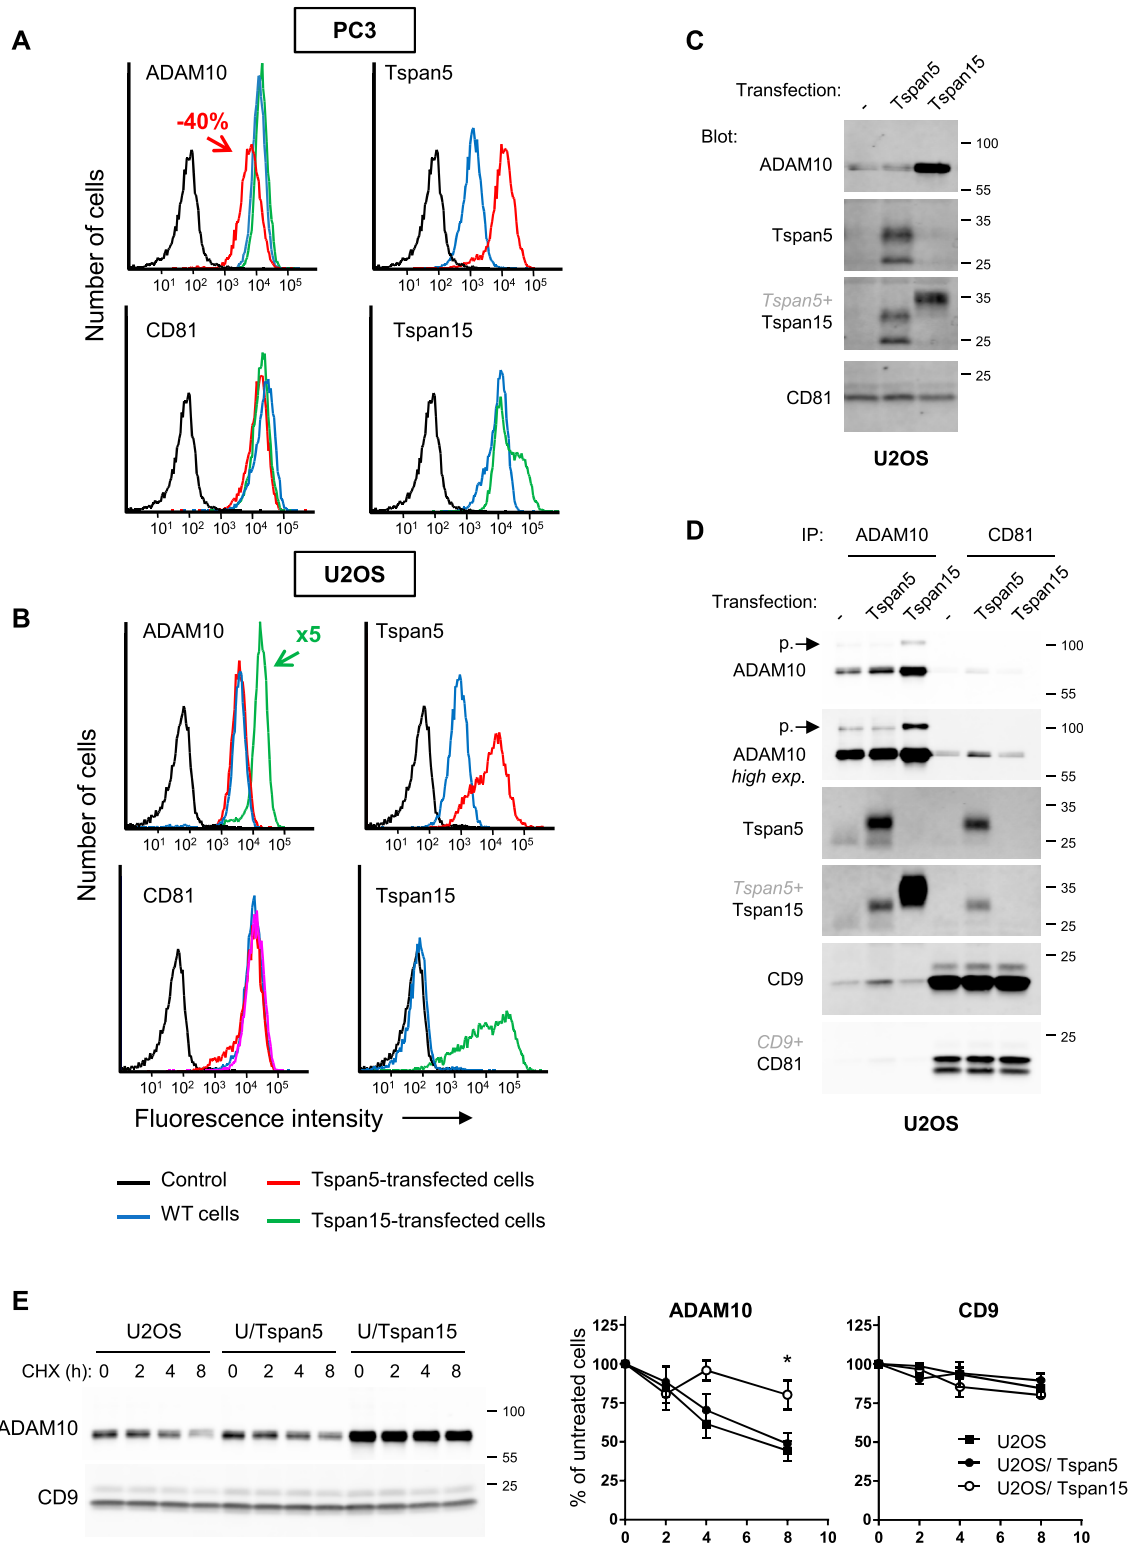 A
PC3
ADAM10
-40%
Tspan5
Number of cells
10¹ 10² 10³ 10⁴ 10⁵
10¹ 10² 10³ 10⁴ 10⁵
CD81
Tspan15
10¹ 10² 10³ 10⁴ 10⁵
10¹ 10² 10³ 10⁴ 10⁵
U2OS
B
ADAM10
x5
Tspan5
Number of cells
10¹ 10² 10³ 10⁴ 10⁵
10¹ 10² 10³ 10⁴ 10⁵
CD81
Tspan15
10¹ 10² 10³ 10⁴ 10⁵
10¹ 10² 10³ 10⁴ 10⁵
Fluorescence intensity
Control
Tspan5-transfected cells
WT cells
Tspan15-transfected cells
C
Transfection: - Tspan5 Tspan15
Blot:
ADAM10
100
55
Tspan5
35
25
Tspan5+
Tspan15
35
25
CD81
25
U2OS
D
IP: ADAM10 CD81
Transfection: - Tspan5 Tspan15 - Tspan5 Tspan15
p.
ADAM10
100
55
p.
ADAM10
high exp.
100
55
Tspan5
35
25
Tspan5+
Tspan15
35
25
CD9
25
CD9+
CD81
25
U2OS
E
U2OS U/Tspan5 U/Tspan15
CHX (h): 0 2 4 8 0 2 4 8 0 2 4 8
ADAM10
100
55
CD9
25
ADAM10
% of untreated cells
125
100
75
50
25
0
0 2 4 6 8 10
*
CD9
125
100
75
50
25
0
0 2 4 6 8 10
U2OS
U2OS/ Tspan5
U2OS/ Tspan15